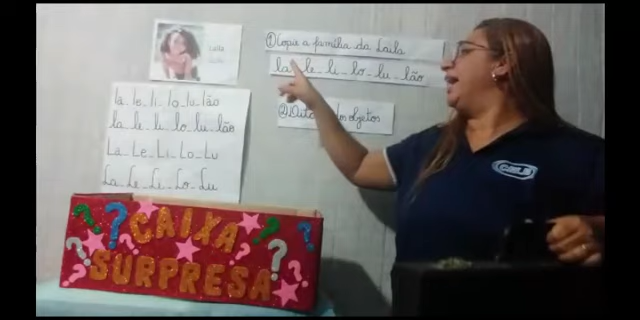 Laila
① Copie a família da Laila
la _ le _ li _ lo _ lu _ lão
② com objetos
la _ le _ li _ lo _ lu _ lão
la _ le _ li _ lo _ lu _ lão
La _ Le _ Li _ Lo _ Lu
La _ Le _ Li _ Lo _ Lu
CAIXA
SURPRESA